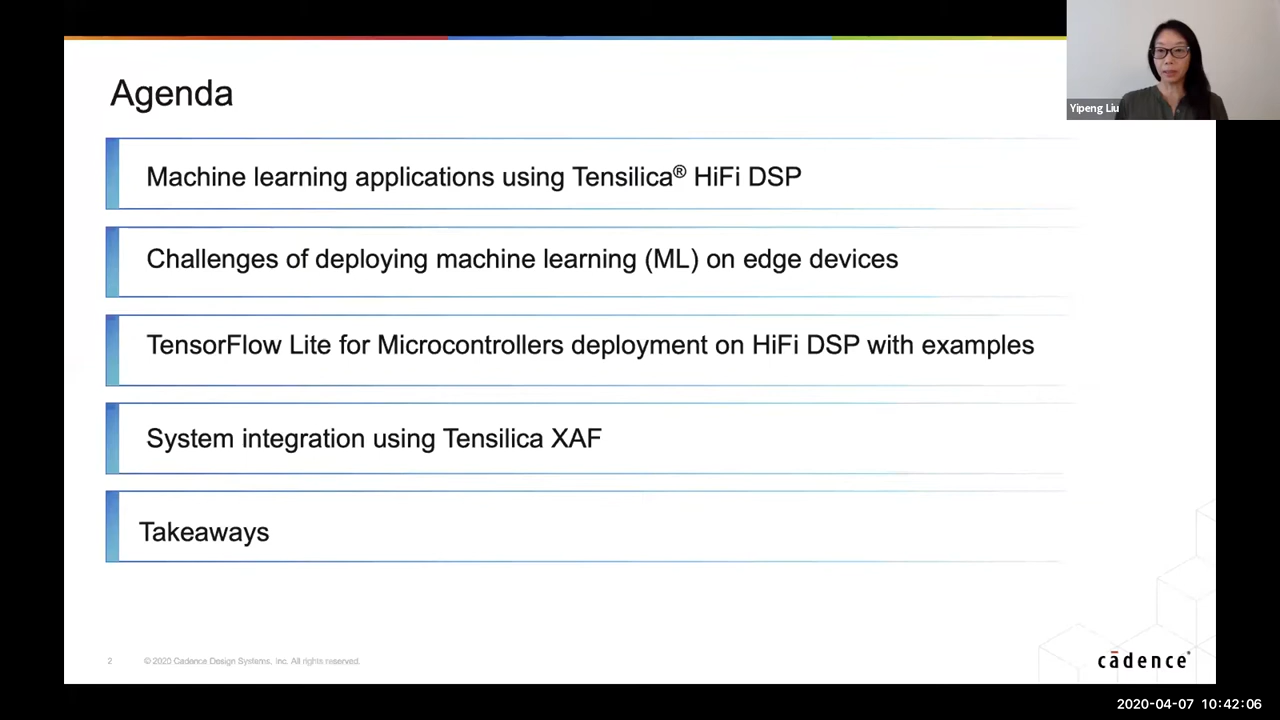 Agenda
Yipeng Liu
Machine learning applications using Tensilica® HiFi DSP
Challenges of deploying machine learning (ML) on edge devices
TensorFlow Lite for Microcontrollers deployment on HiFi DSP with examples
System integration using Tensilica XAF
Takeaways
2 © 2020 Cadence Design Systems, Inc. All rights reserved.
cādence®
2020-04-07 10:42:06